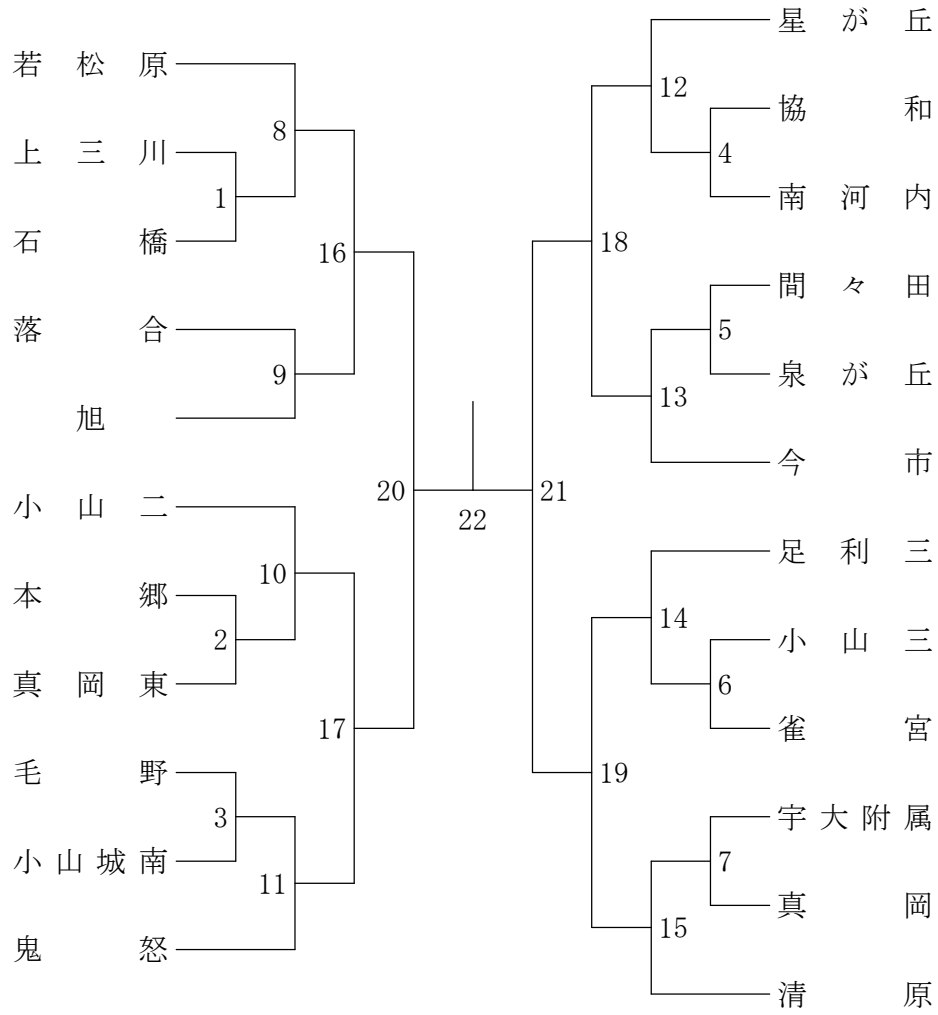 若松原
上三川
石橋
落合
旭
小山二
本郷
真岡東
毛野
小山城南
鬼怒
8
1
16
9
20
10
2
17
3
11
22
星が丘
協和
南河内
間々田
泉が丘
今市
足利三
小山三
雀宮
宇大附属
真岡
清原
12
4
18
5
13
21
14
6
19
7
15